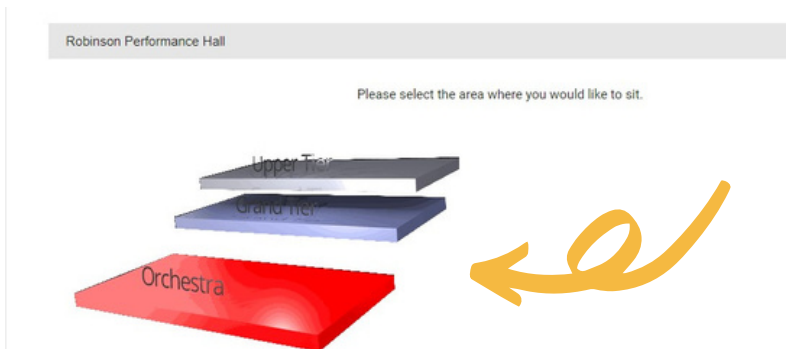 Robinson Performance Hall
Please select the area where you would like to sit.
Upper Tier
Grand Tier
Orchestra